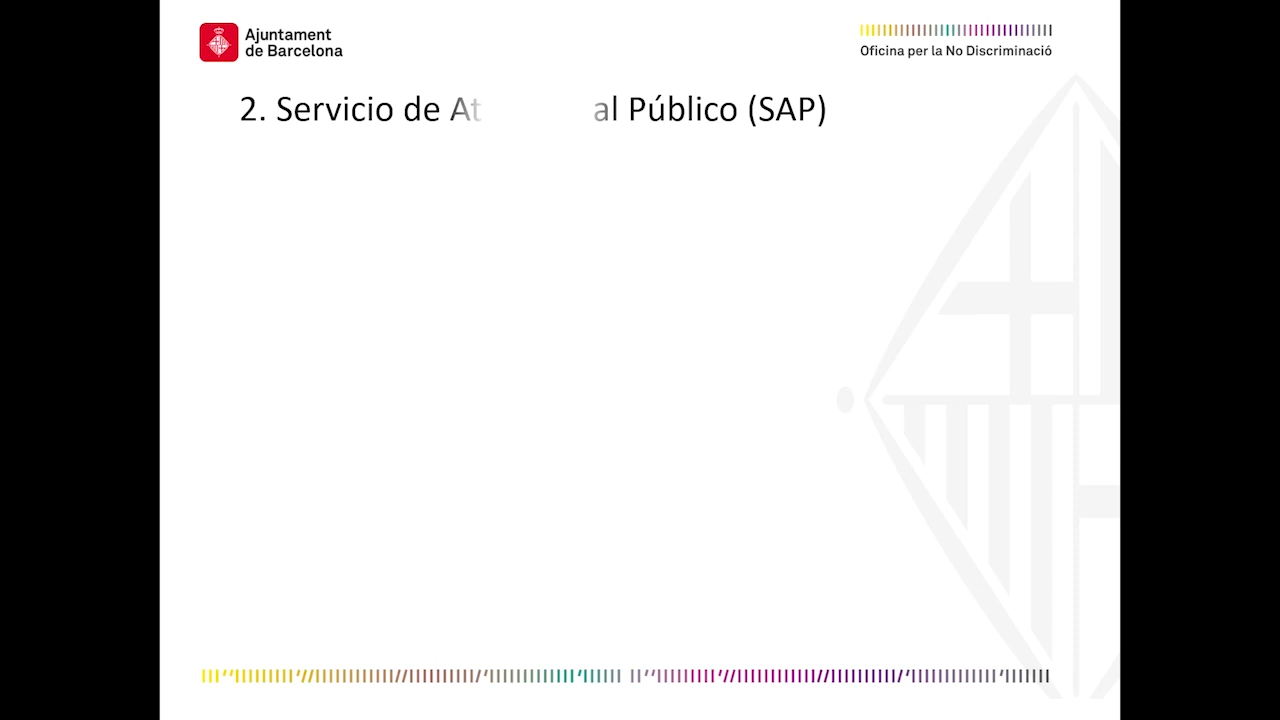 Ajuntament
de Barcelona
Oficina per la No Discriminació
2. Servicio de At al Público (SAP)